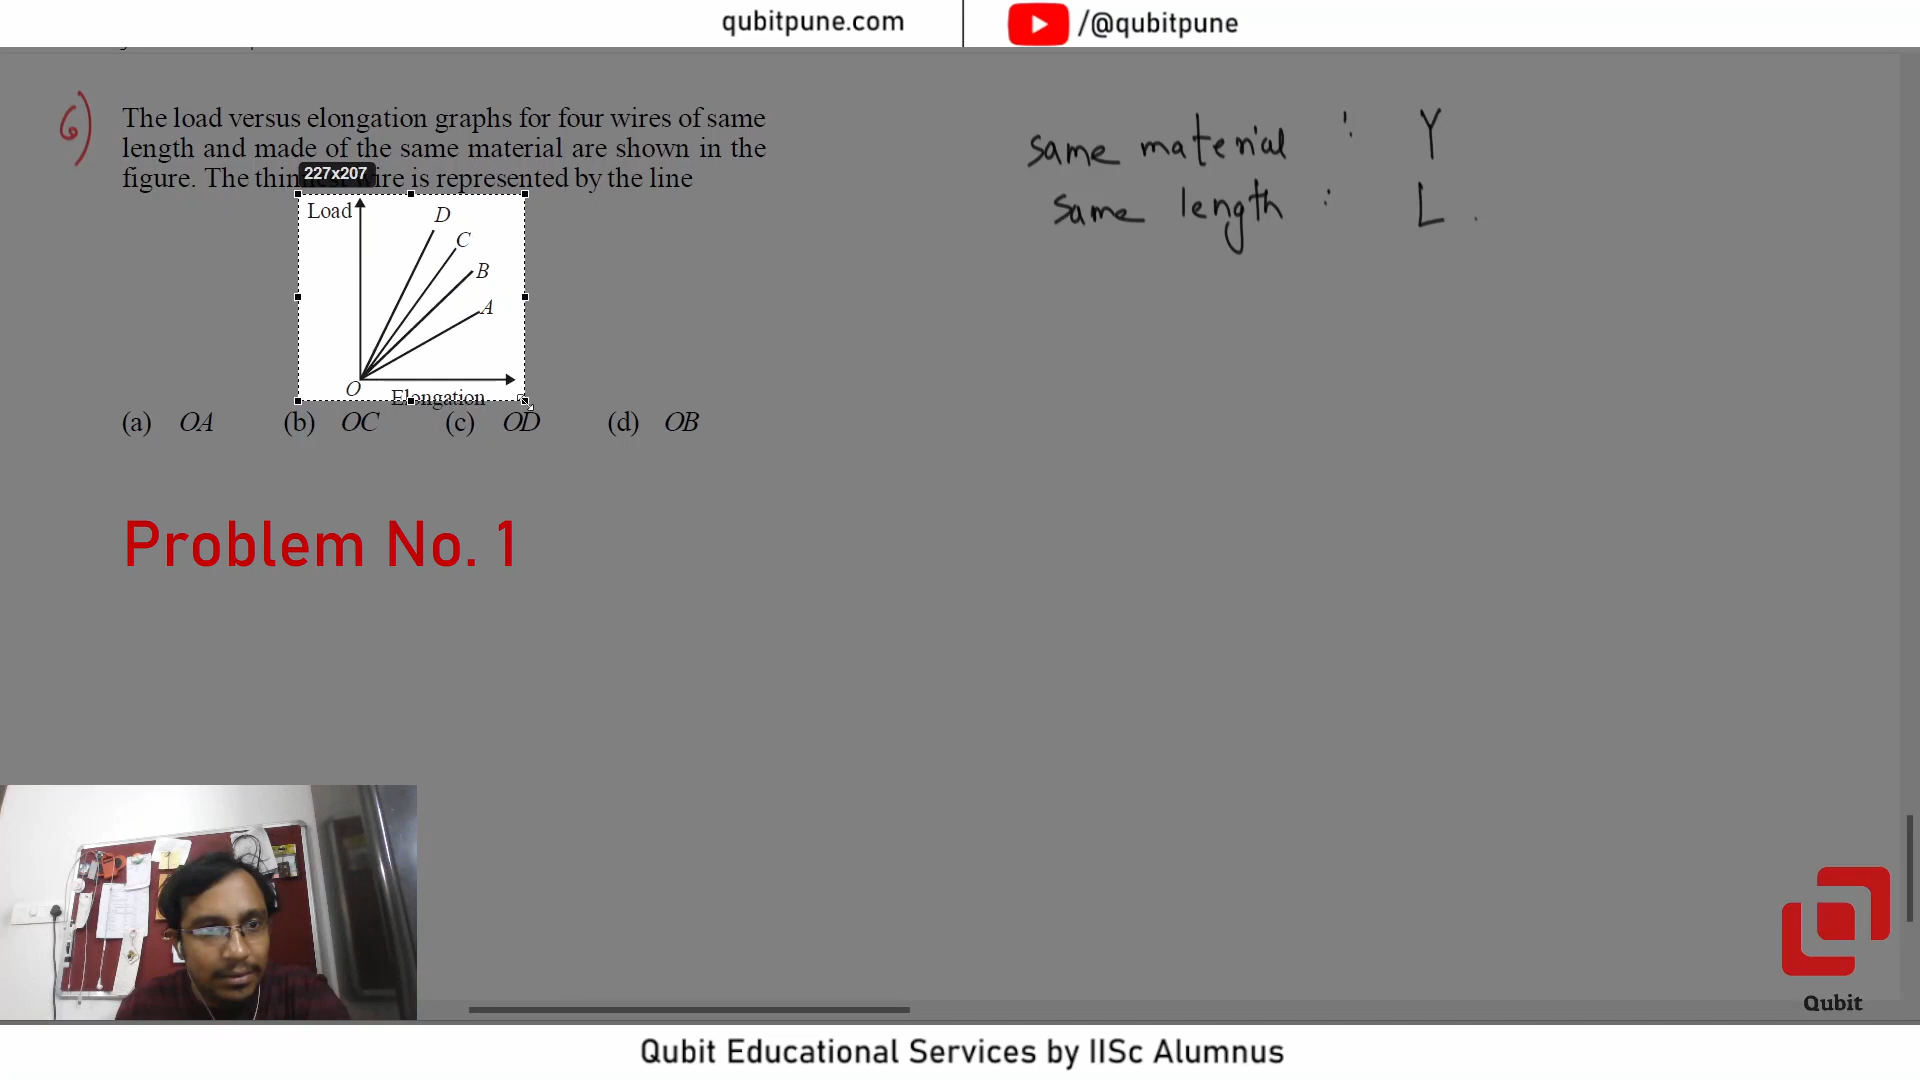 qubitpune.com
/@qubitpune
6)
The load versus elongation graphs for four wires of same
length and made of the same material are shown in the
figure. The thinnest wire is represented by the line
227x207
Load
D
C
B
A
O
Elongation
(a) OA (b) OC (c) OD (d) OB
same material : Y
same length : L .
Problem No. 1
Qubit
Qubit Educational Services by IISc Alumnus